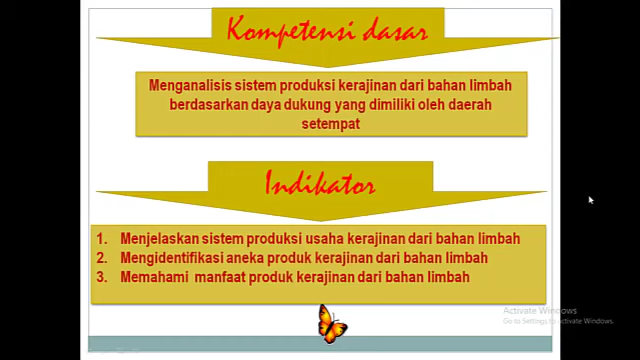 Kompetensi dasar
Menganalisis sistem produksi kerajinan dari bahan limbah
berdasarkan daya dukung yang dimiliki oleh daerah
setempat
Indikator
1. Menjelaskan sistem produksi usaha kerajinan dari bahan limbah
2. Mengidentifikasi aneka produk kerajinan dari bahan limbah
3. Memahami manfaat produk kerajinan dari bahan limbah
Activate Windows
Go to Settings to activate Windows.